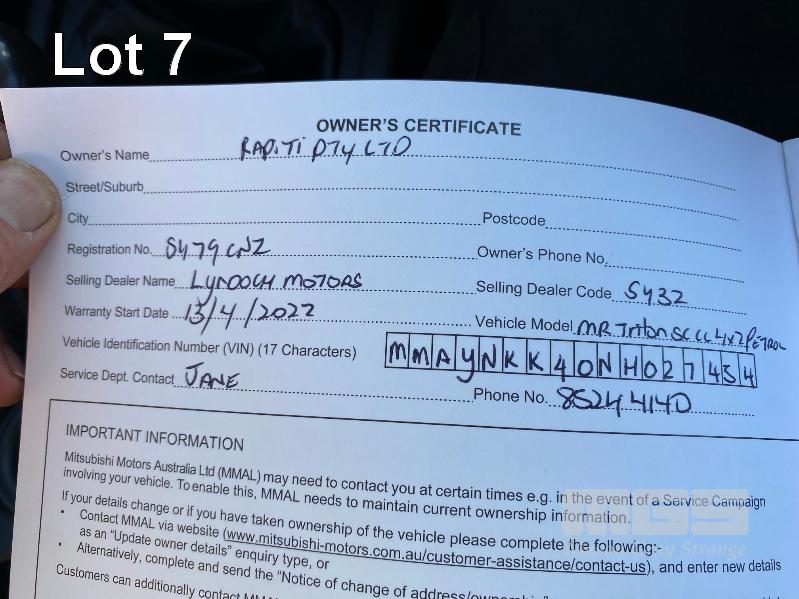 Lot 7
OWNER'S CERTIFICATE
Owner's Name RAPITI PTY LTD
Street/Suburb
City Postcode
Registration No. S479CNZ Owner's Phone No.
Selling Dealer Name LYNDOCH MOTORS Selling Dealer Code S432
Warranty Start Date 13/4/2022 Vehicle Model MR Triton SC CC 4x2 PETROL
Vehicle Identification Number (VIN) (17 Characters) MMAYNKK40NH027454
Service Dept. Contact JANE Phone No. 8524 4140
IMPORTANT INFORMATION
Mitsubishi Motors Australia Ltd (MMAL) may need to contact you at certain times e.g. in the event of a Service Campaign
involving your vehicle. To enable this, MMAL needs to maintain current ownership information.
If your details change or if you have taken ownership of the vehicle please complete the following:-
• Contact MMAL via website (www.mitsubishi-motors.com.au/customer-assistance/contact-us), and enter new details
as an "Update owner details" enquiry type, or
• Alternatively, complete and send the "Notice of change of address/ownership"
Customers can additionally contact
MGS
Strange